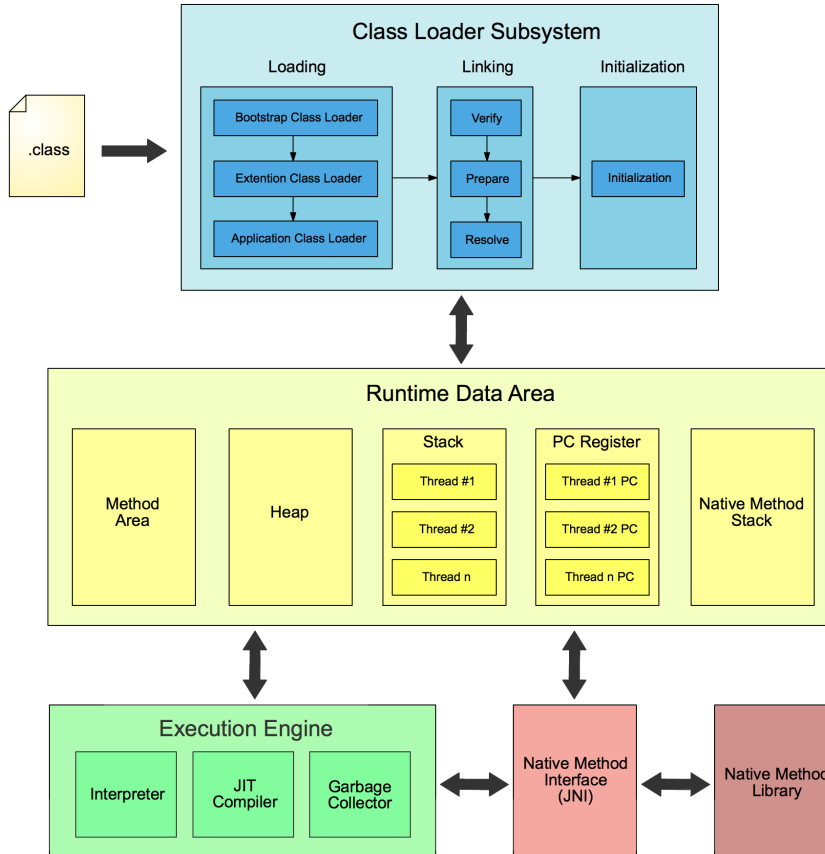 Class Loader Subsystem
Loading
Linking
Initialization
.class
Bootstrap Class Loader
Extention Class Loader
Application Class Loader
Verify
Prepare
Resolve
Initialization
Runtime Data Area
Method
Area
Heap
Stack
Thread #1
Thread #2
Thread n
PC Register
Thread #1 PC
Thread #2 PC
Thread n PC
Native Method
Stack
Execution Engine
Interpreter
JIT
Compiler
Garbage
Collector
Native Method
Interface
(JNI)
Native Method
Library